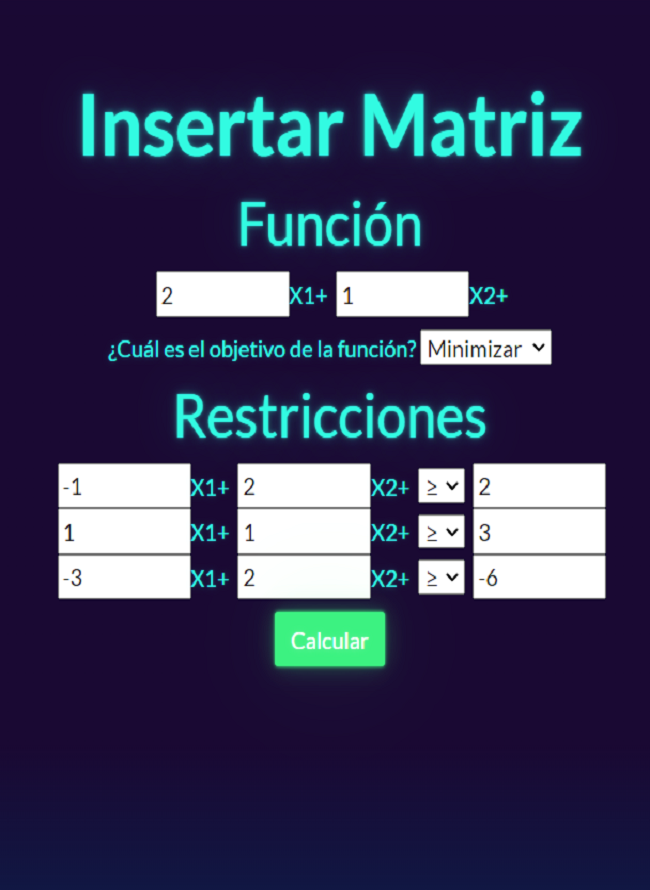 Insertar Matriz
Función
2 X1+ 1 X2+
¿Cuál es el objetivo de la función? Minimizar
Restricciones
-1 X1+ 2 X2+ ≥ 2
1 X1+ 1 X2+ ≥ 3
-3 X1+ 2 X2+ ≥ -6
Calcular